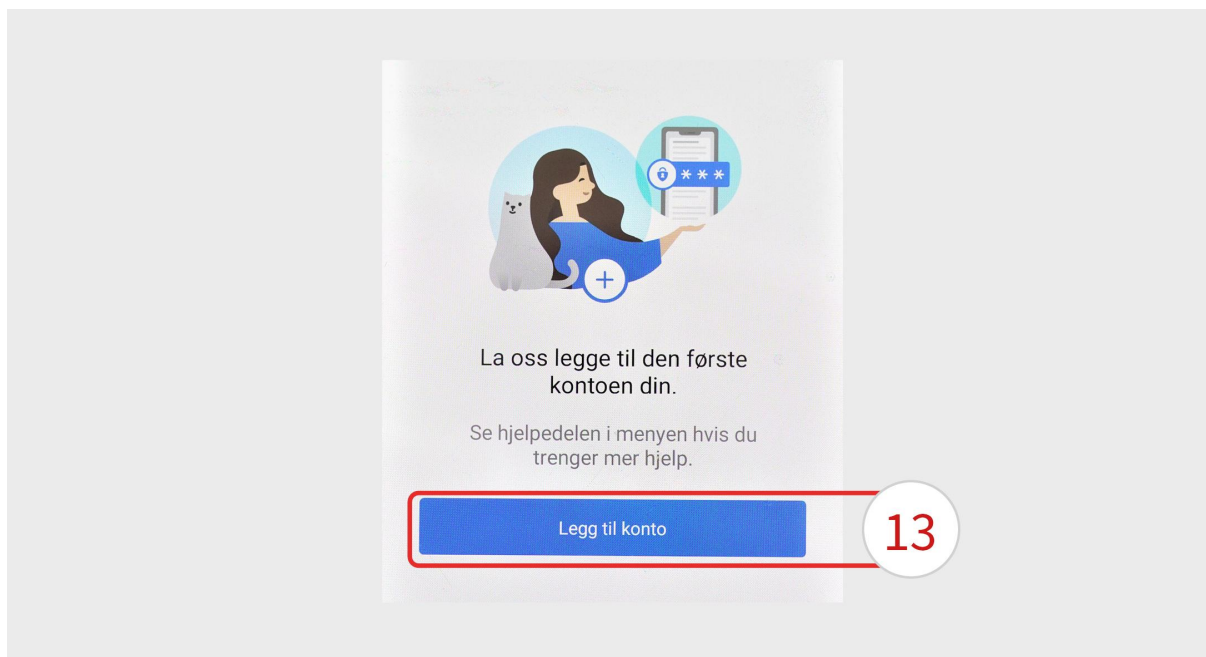 * * *
La oss legge til den første
kontoen din.
Se hjelpedelen i menyen hvis du
trenger mer hjelp.
Legg til konto
13